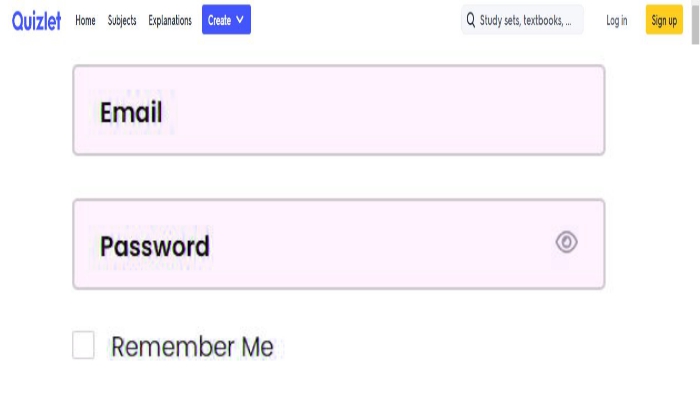 Quizlet Home Subjects Explanations Create Study sets, textbooks, ... Log in Sign up
Email
Password
Remember Me